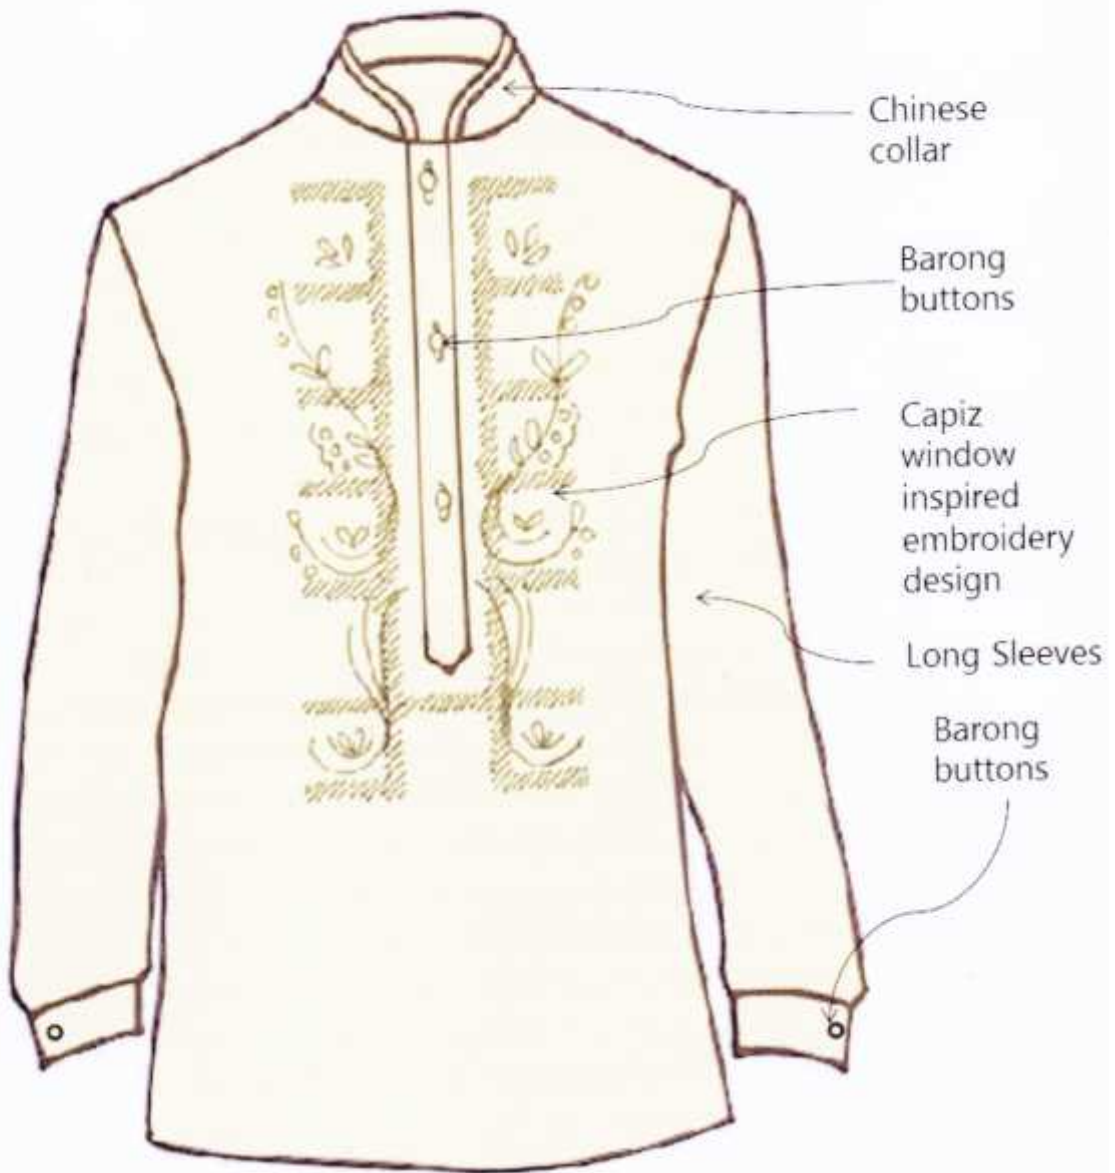 Chinese
collar
Barong
buttons
Capiz
window
inspired
embroidery
design
Long Sleeves
Barong
buttons